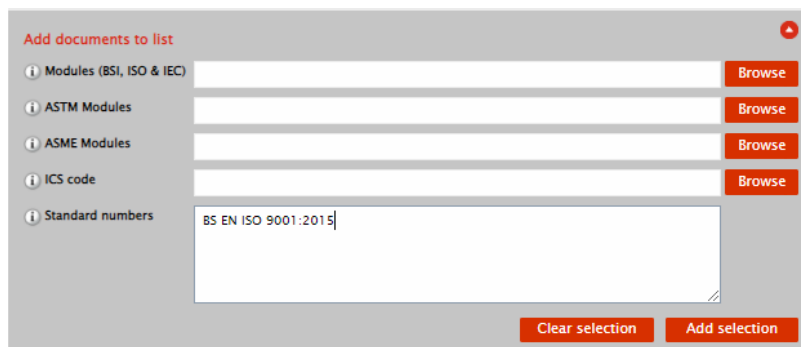 Add documents to list
Modules (BSI, ISO & IEC)
Browse
ASTM Modules
Browse
ASME Modules
Browse
ICS code
Browse
Standard numbers
BS EN ISO 9001:2015
Clear selection
Add selection